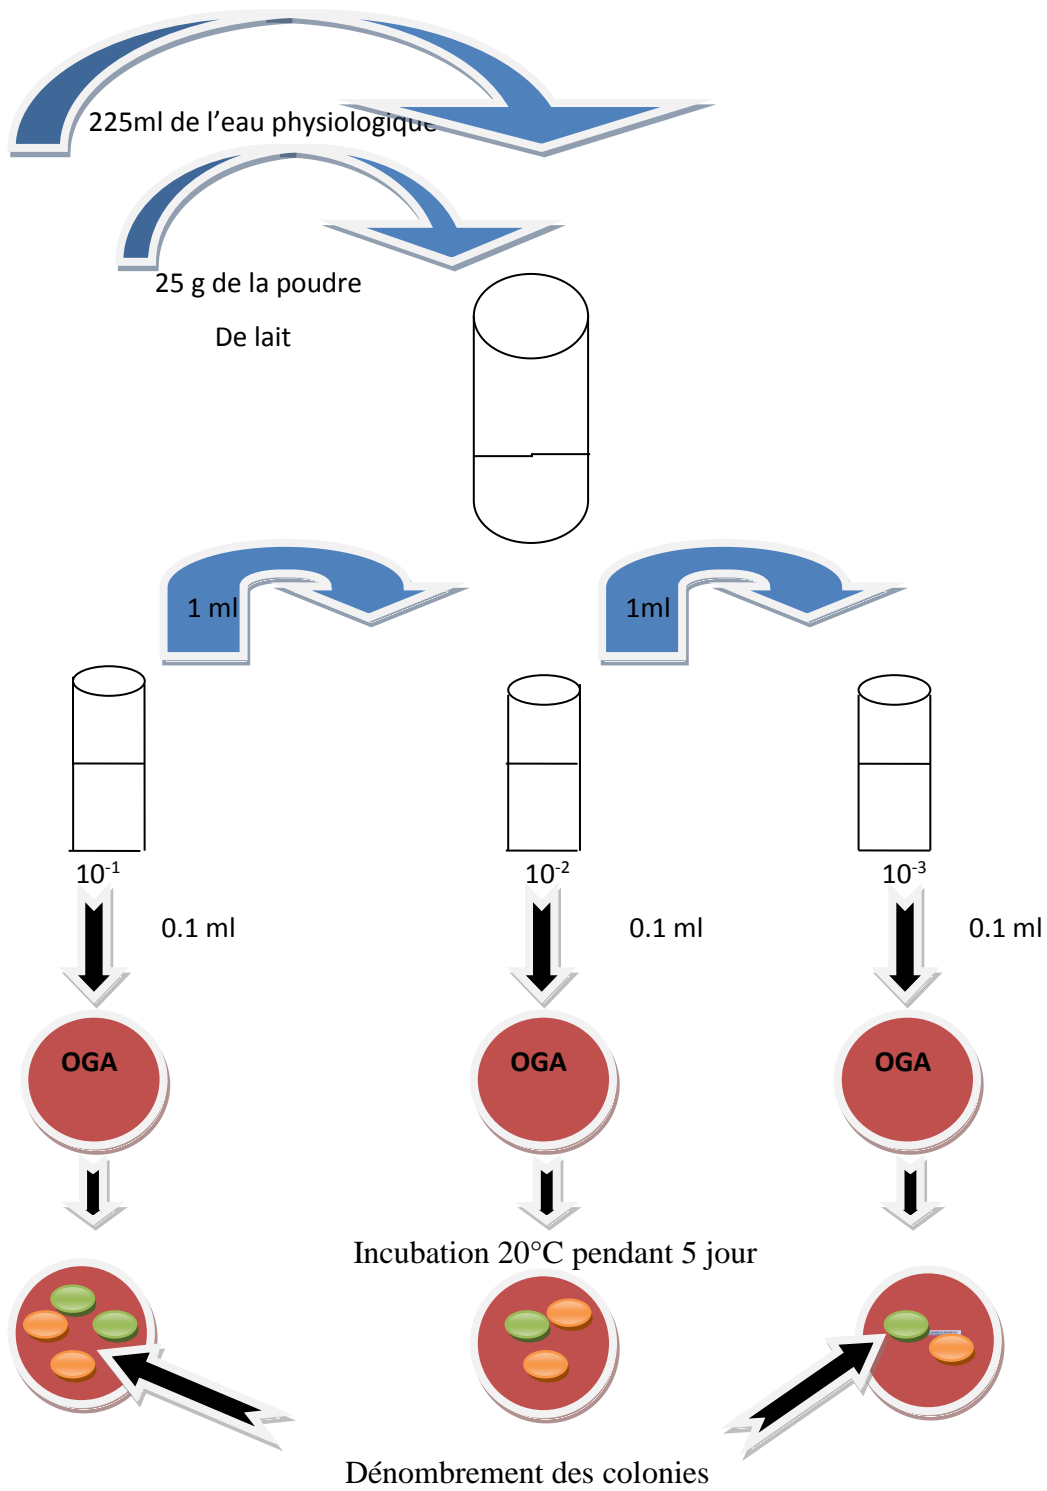 225ml de l’eau physiologique
25 g de la poudre
De lait
1 ml
1ml
10⁻¹
10⁻²
10⁻³
0.1 ml
0.1 ml
0.1 ml
OGA
OGA
OGA
Incubation 20°C pendant 5 jour
Dénombrement des colonies